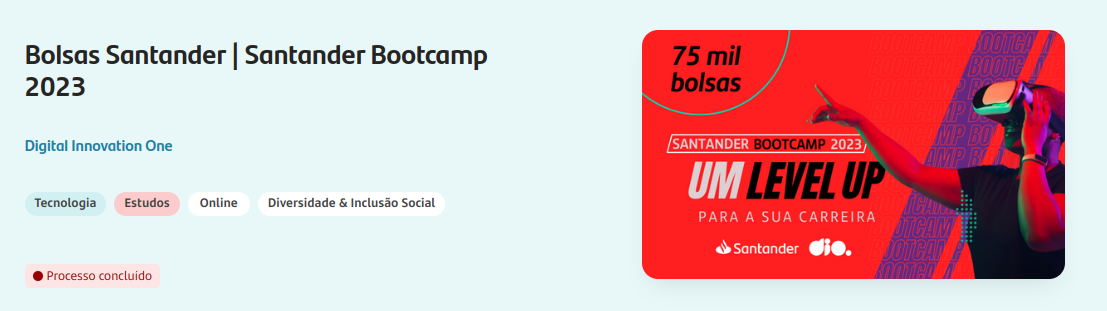 Bolsas Santander | Santander Bootcamp
2023
Digital Innovation One
Tecnologia
Estudos
Online
Diversidade & Inclusão Social
Processo concluido
75 mil
bolsas
SANTANDER BOOTCAMP 2023
UM LEVEL UP
PARA A SUA CARREIRA
Santander
dio.